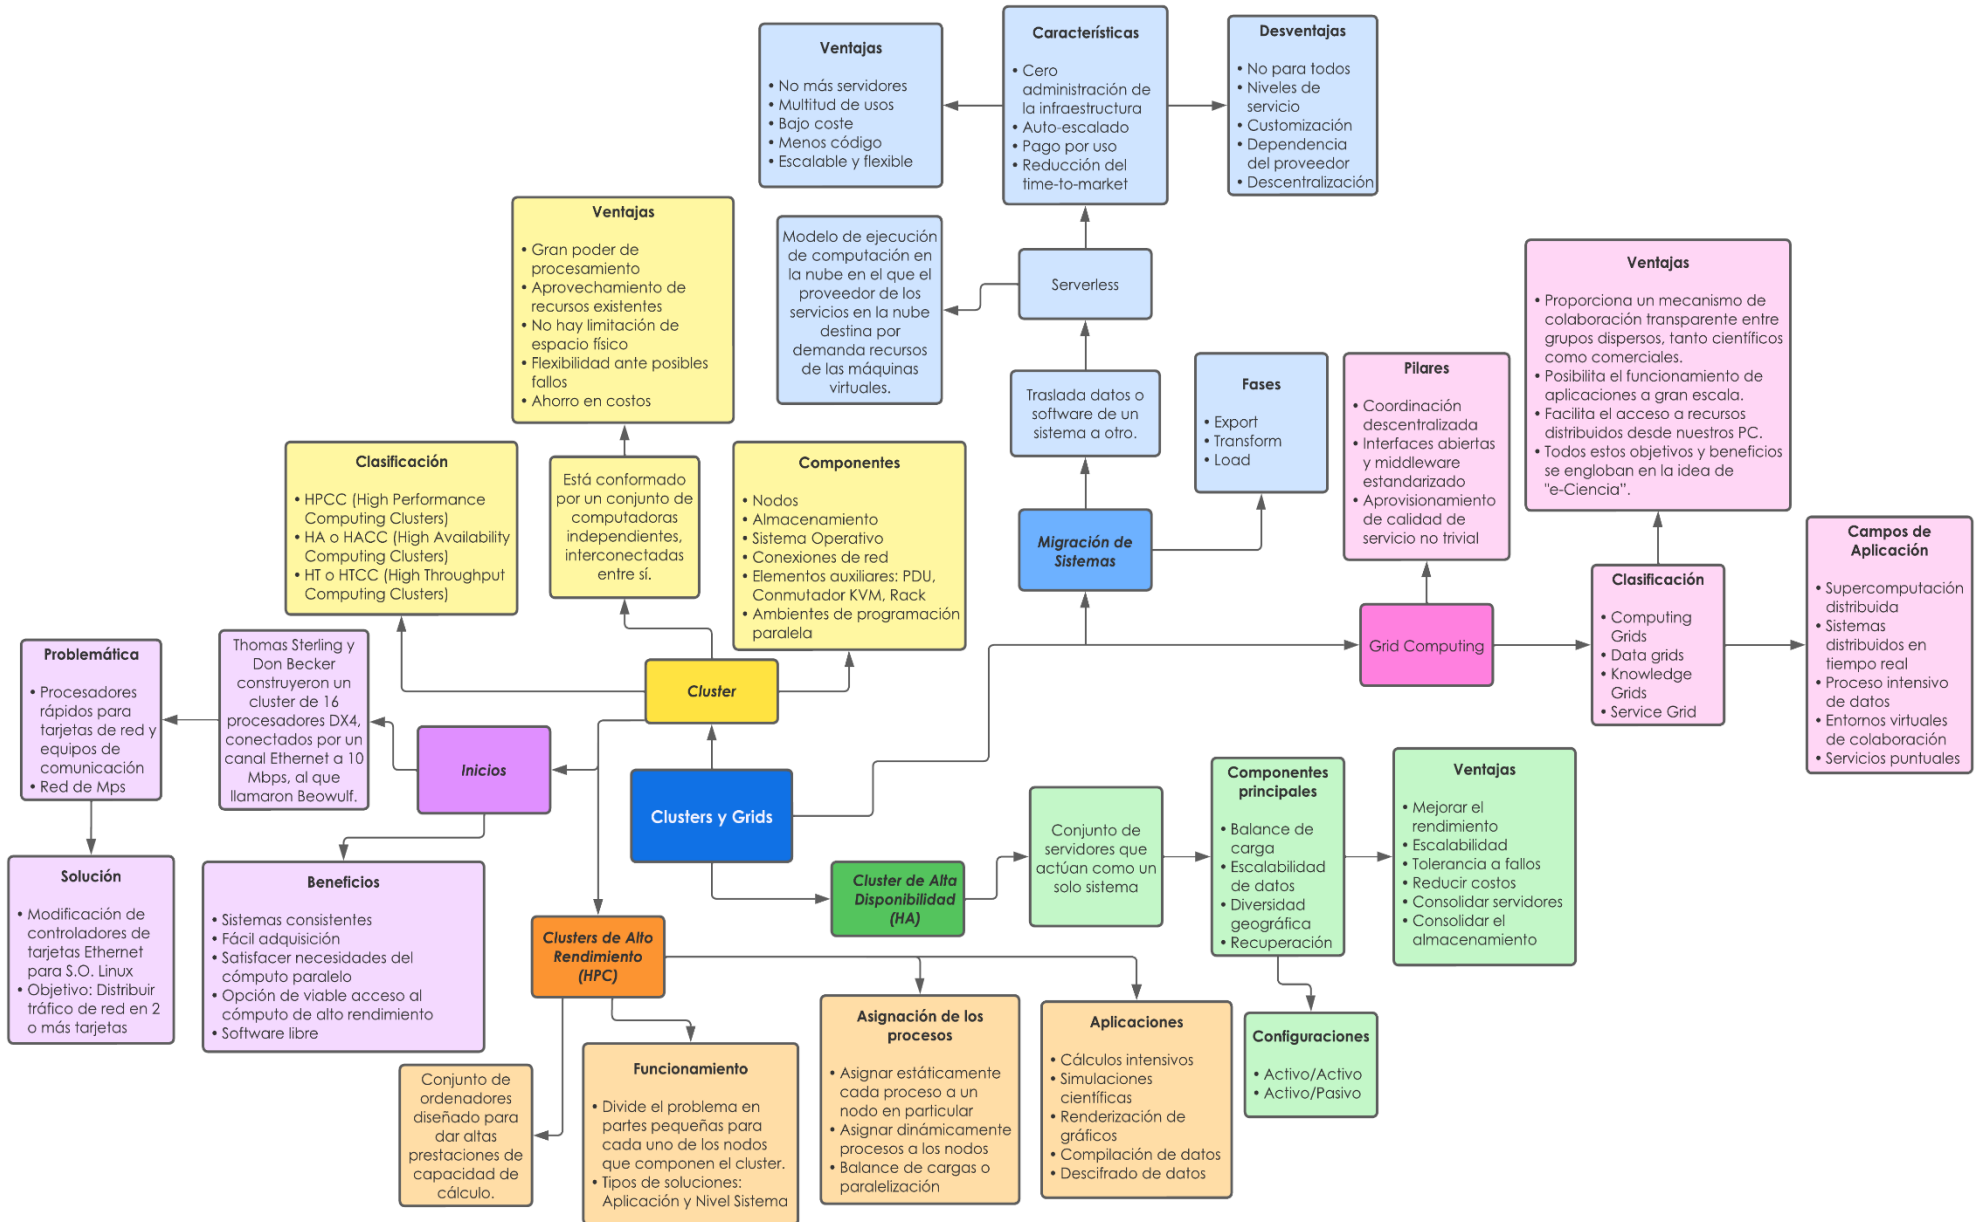 Ventajas
• No más servidores
• Multitud de usos
• Bajo coste
• Menos código
• Escalable y flexible
Características
• Cero
administración de
la infraestructura
• Auto-escalado
• Pago por uso
• Reducción del
time-to-market
Desventajas
• No para todos
• Niveles de
servicio
• Customización
• Dependencia
del proveedor
• Descentralización
Modelo de ejecución
de computación en
la nube en el que el
proveedor de los
servicios en la nube
destina por
demanda recursos
de las máquinas
virtuales.
Serverless
Traslada datos o
software de un
sistema a otro.
Fases
• Export
• Transform
• Load
Migración de
Sistemas
Ventajas
• Gran poder de
procesamiento
• Aprovechamiento de
recursos existentes
• No hay limitación de
espacio físico
• Flexibilidad ante posibles
fallos
• Ahorro en costos
Clasificación
• HPCC (High Performance
Computing Clusters)
• HA o HACC (High Availability
Computing Clusters)
• HT o HTCC (High Throughput
Computing Clusters)
Está conformado
por un conjunto de
computadoras
independientes,
interconectadas
entre sí.
Componentes
• Nodos
• Almacenamiento
• Sistema Operativo
• Conexiones de red
• Elementos auxiliares: PDU,
Conmutador KVM, Rack
• Ambientes de programación
paralela
Cluster
Pilares
• Coordinación
descentralizada
• Interfaces abiertas
y middleware
estandarizado
• Aprovisionamiento
de calidad de
servicio no trivial
Ventajas
• Proporciona un mecanismo de
colaboración transparente entre
grupos dispersos, tanto científicos
como comerciales.
• Posibilita el funcionamiento de
aplicaciones a gran escala.
• Facilita el acceso a recursos
distribuidos desde nuestros PC.
• Todos estos objetivos y beneficios
se engloban en la idea de
"e-Ciencia".
Grid Computing
Clasificación
• Computing
Grids
• Data grids
• Knowledge
Grids
• Service Grid
Campos de
Aplicación
• Supercomputación
distribuida
• Sistemas
distribuidos en
tiempo real
• Proceso intensivo
de datos
• Entornos virtuales
de colaboración
• Servicios puntuales
Problemática
• Procesadores
rápidos para
tarjetas de red y
equipos de
comunicación
• Red de Mps
Thomas Sterling y
Don Becker
construyeron un
cluster de 16
procesadores DX4,
conectados por un
canal Ethernet a 10
Mbps, al que
llamaron Beowulf.
Inicios
Clusters y Grids
Solución
• Modificación de
controladores de
tarjetas Ethernet
para S.O. Linux
• Objetivo: Distribuir
tráfico de red en 2
o más tarjetas
Beneficios
• Sistemas consistentes
• Fácil adquisición
• Satisfacer necesidades del
cómputo paralelo
• Opción de viable acceso al
cómputo de alto rendimiento
• Software libre
Cluster de Alta
Disponibilidad
(HA)
Conjunto de
servidores que
actúan como un
solo sistema
Componentes
principales
• Balance de
carga
• Escalabilidad
de datos
• Diversidad
geográfica
• Recuperación
Ventajas
• Mejorar el
rendimiento
• Escalabilidad
• Tolerancia a fallos
• Reducir costos
• Consolidar servidores
• Consolidar el
almacenamiento
Configuraciones
• Activo/Activo
• Activo/Pasivo
Clusters de Alto
Rendimiento
(HPC)
Conjunto de
ordenadores
diseñado para
dar altas
prestaciones de
capacidad de
cálculo.
Funcionamiento
• Divide el problema en
partes pequeñas para
cada uno de los nodos
que componen el cluster.
• Tipos de soluciones:
Aplicación y Nivel Sistema
Asignación de los
procesos
• Asignar estáticamente
cada proceso a un
nodo en particular
• Asignar dinámicamente
procesos a los nodos
• Balance de cargas o
paralelización
Aplicaciones
• Cálculos intensivos
• Simulaciones
científicas
• Renderización de
gráficos
• Compilación de datos
• Descifrado de datos